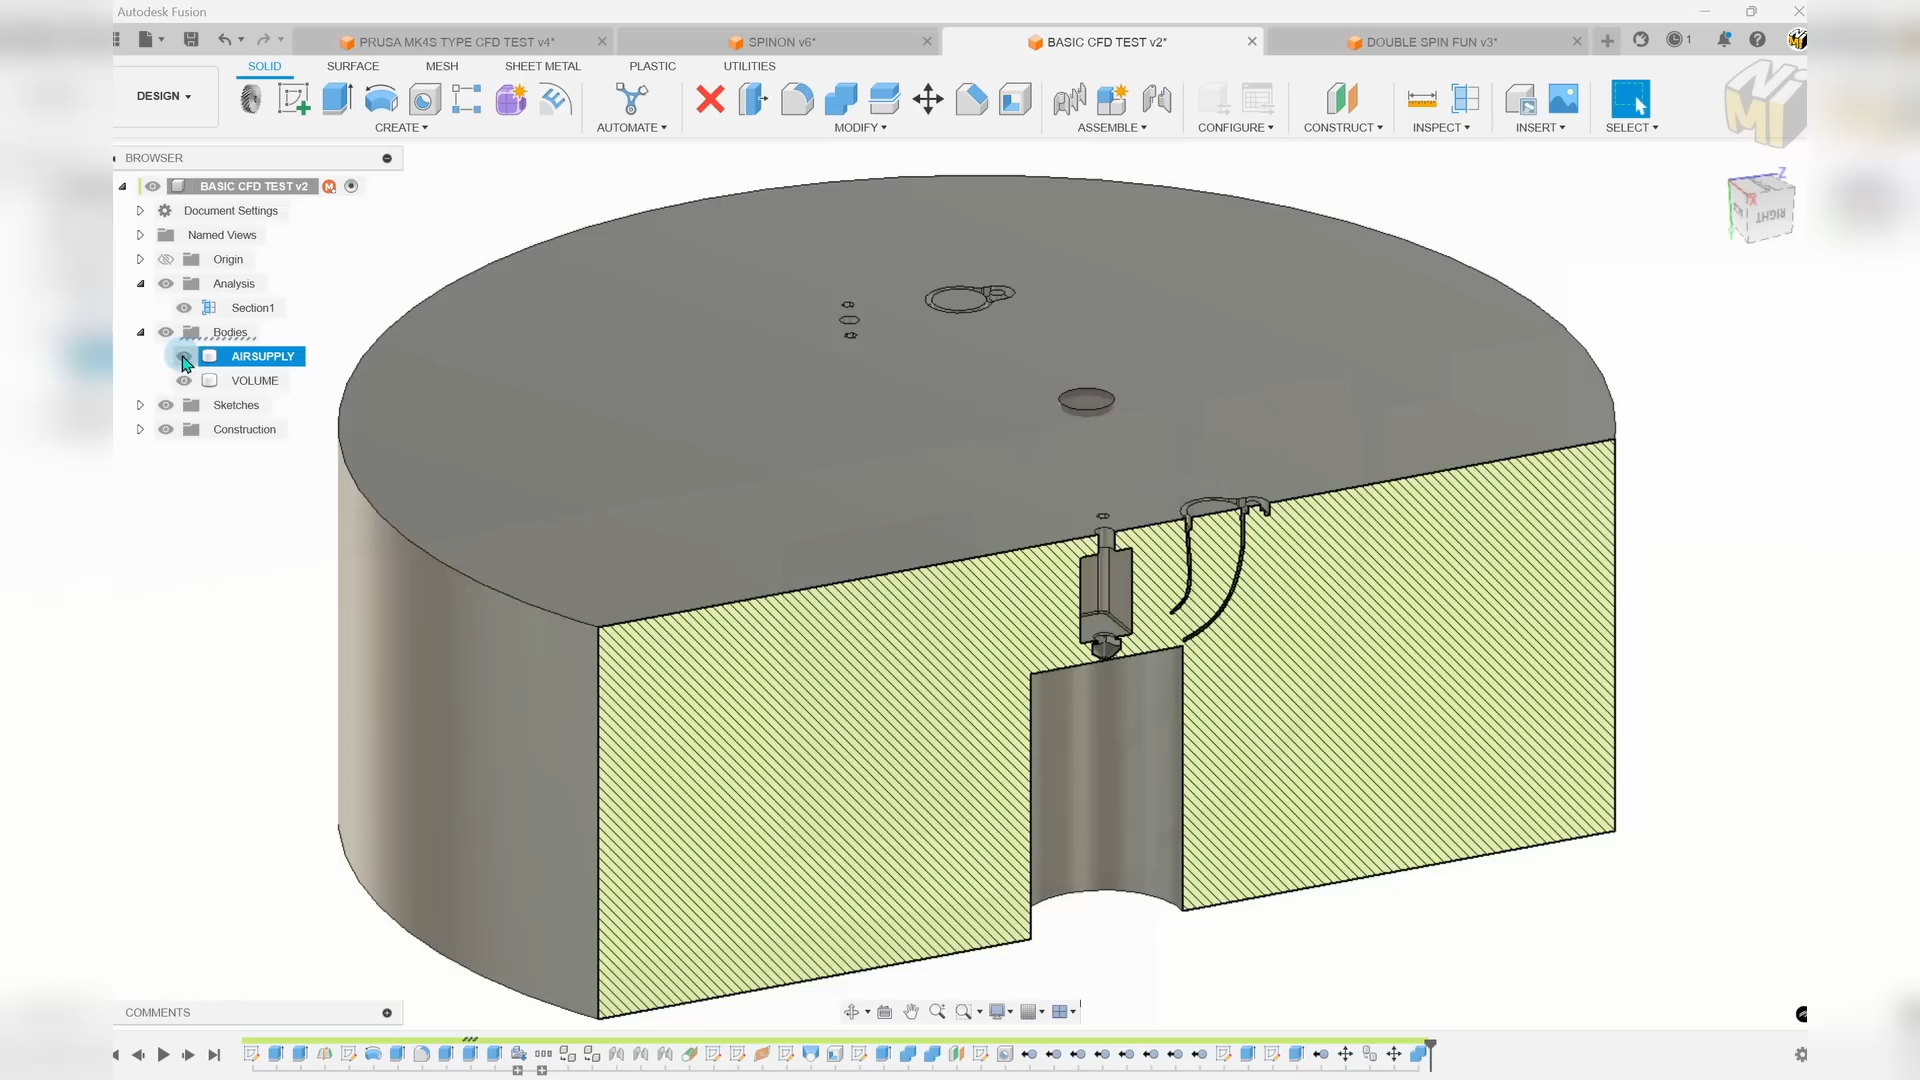 Autodesk Fusion
PRUSA MK4S TYPE CFD TEST v4*
SPINON v6*
BASIC CFD TEST v2*
DOUBLE SPIN FUN v3*
1
SOLID SURFACE MESH SHEET METAL PLASTIC UTILITIES
DESIGN
CREATE AUTOMATE MODIFY ASSEMBLE CONFIGURE CONSTRUCT INSPECT INSERT SELECT
BROWSER
BASIC CFD TEST v2
M
Document Settings
Named Views
Origin
Analysis
Section1
Bodies
AIRSUPPLY
VOLUME
Sketches
Construction
Z
X
Y
RIGHT
COMMENTS